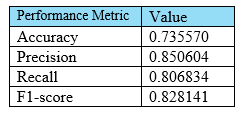 Performance Metric Value
Accuracy 0.735570
Precision 0.850604
Recall 0.806834
F1-score 0.828141